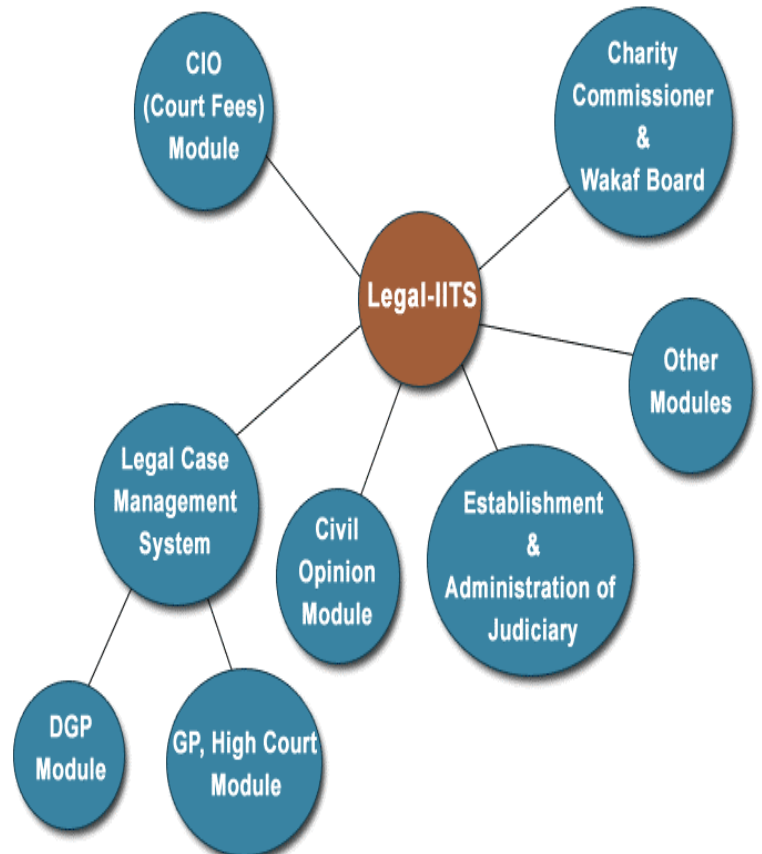 CIO
(Court Fees)
Module
Charity
Commissioner
&
Wakaf Board
Legal-IITS
Other
Modules
Legal Case
Management
System
Civil
Opinion
Module
Establishment
&
Administration of
Judiciary
DGP
Module
GP, High Court
Module